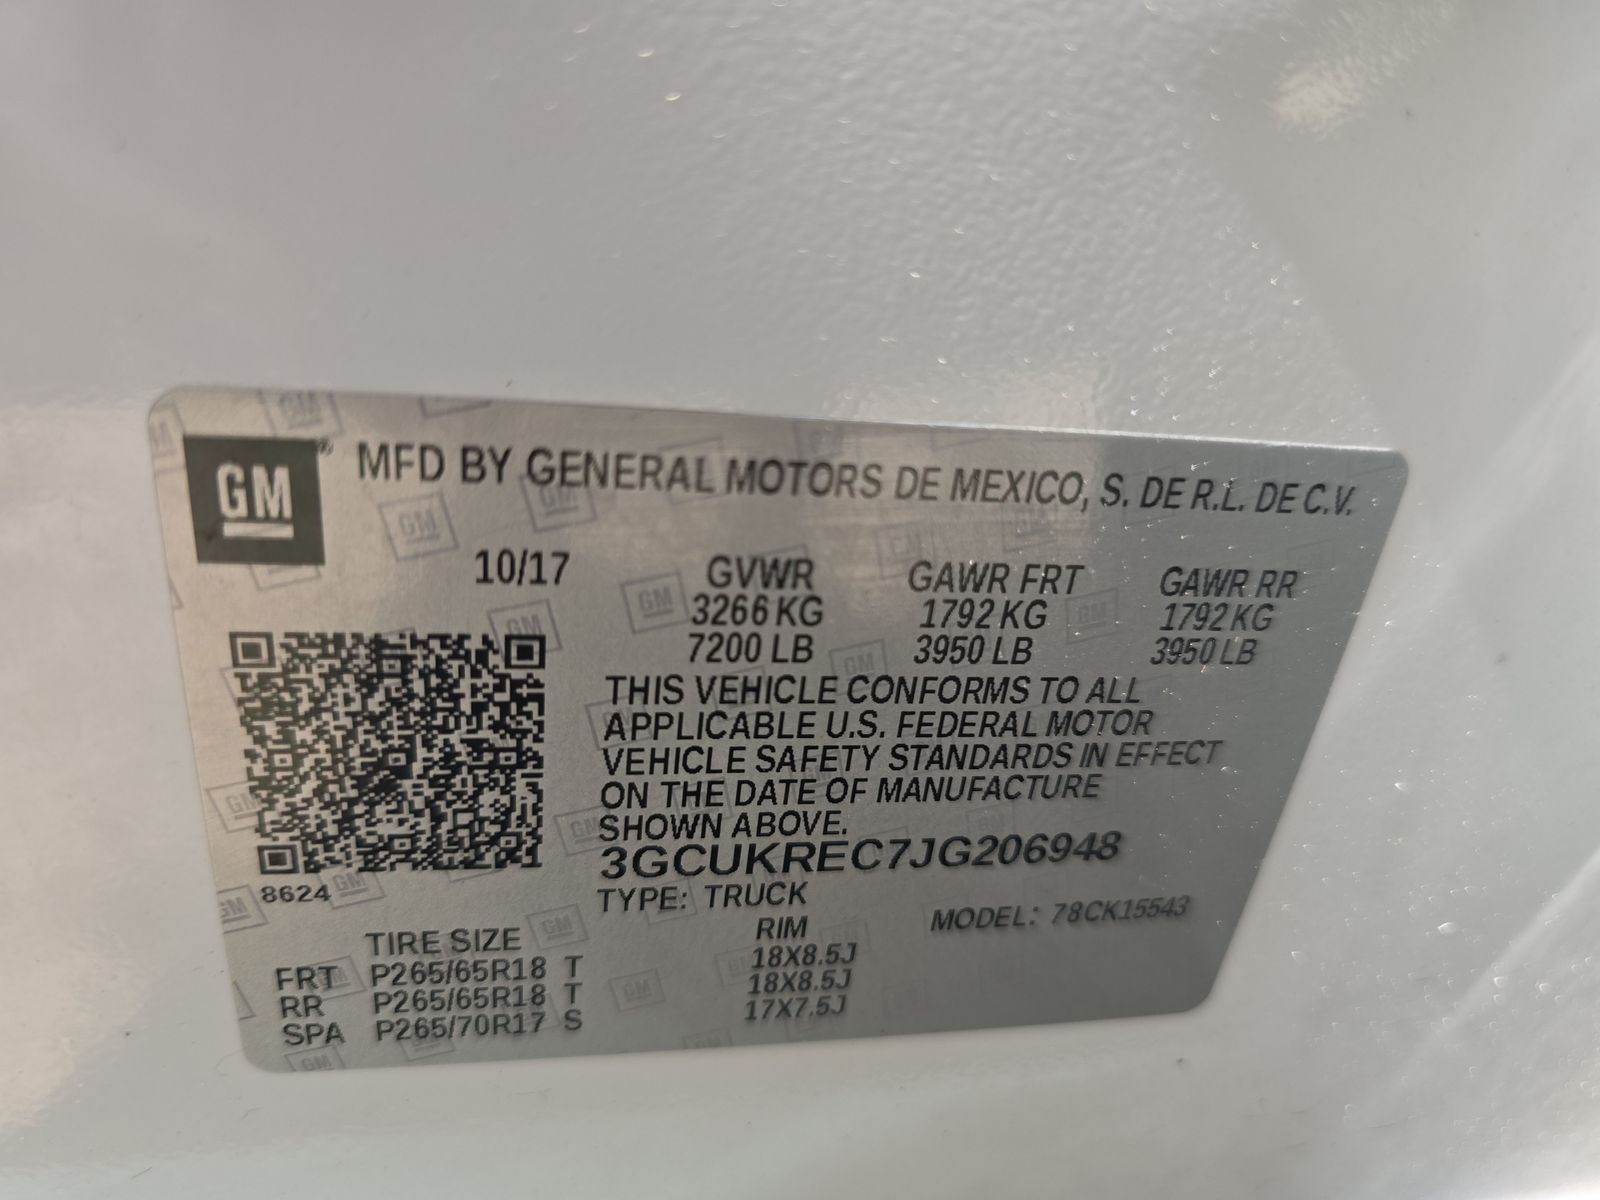 GM® MFD BY GENERAL MOTORS DE MEXICO, S. DE R.L. DE C.V.
10/17 GVWR GAWR FRT GAWR RR
3266 KG 1792 KG 1792 KG
7200 LB 3950 LB 3950 LB
THIS VEHICLE CONFORMS TO ALL
APPLICABLE U.S. FEDERAL MOTOR
VEHICLE SAFETY STANDARDS IN EFFECT
ON THE DATE OF MANUFACTURE
SHOWN ABOVE.
3GCUKREC7JG206948
8624 TYPE: TRUCK MODEL: 78CK15543
TIRE SIZE RIM
FRT P265/65R18 T 18X8.5J
RR P265/65R18 T 18X8.5J
SPA P265/70R17 S 17X7.5J